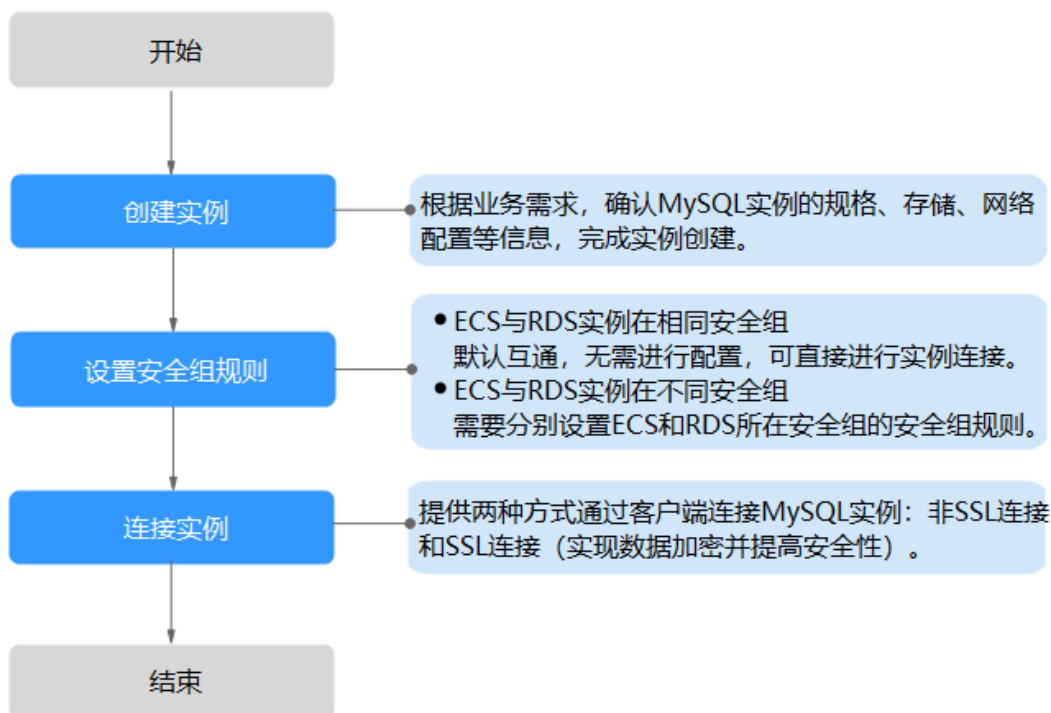 开始
创建实例
根据业务需求，确认MySQL实例的规格、存储、网络
配置等信息，完成实例创建。
设置安全组规则
● ECS与RDS实例在相同安全组
默认互通，无需进行配置，可直接进行实例连接。
● ECS与RDS实例在不同安全组
需要分别设置ECS和RDS所在安全组的安全组规则。
连接实例
提供两种方式通过客户端连接MySQL实例：非SSL连接
和SSL连接（实现数据加密并提高安全性）。
结束